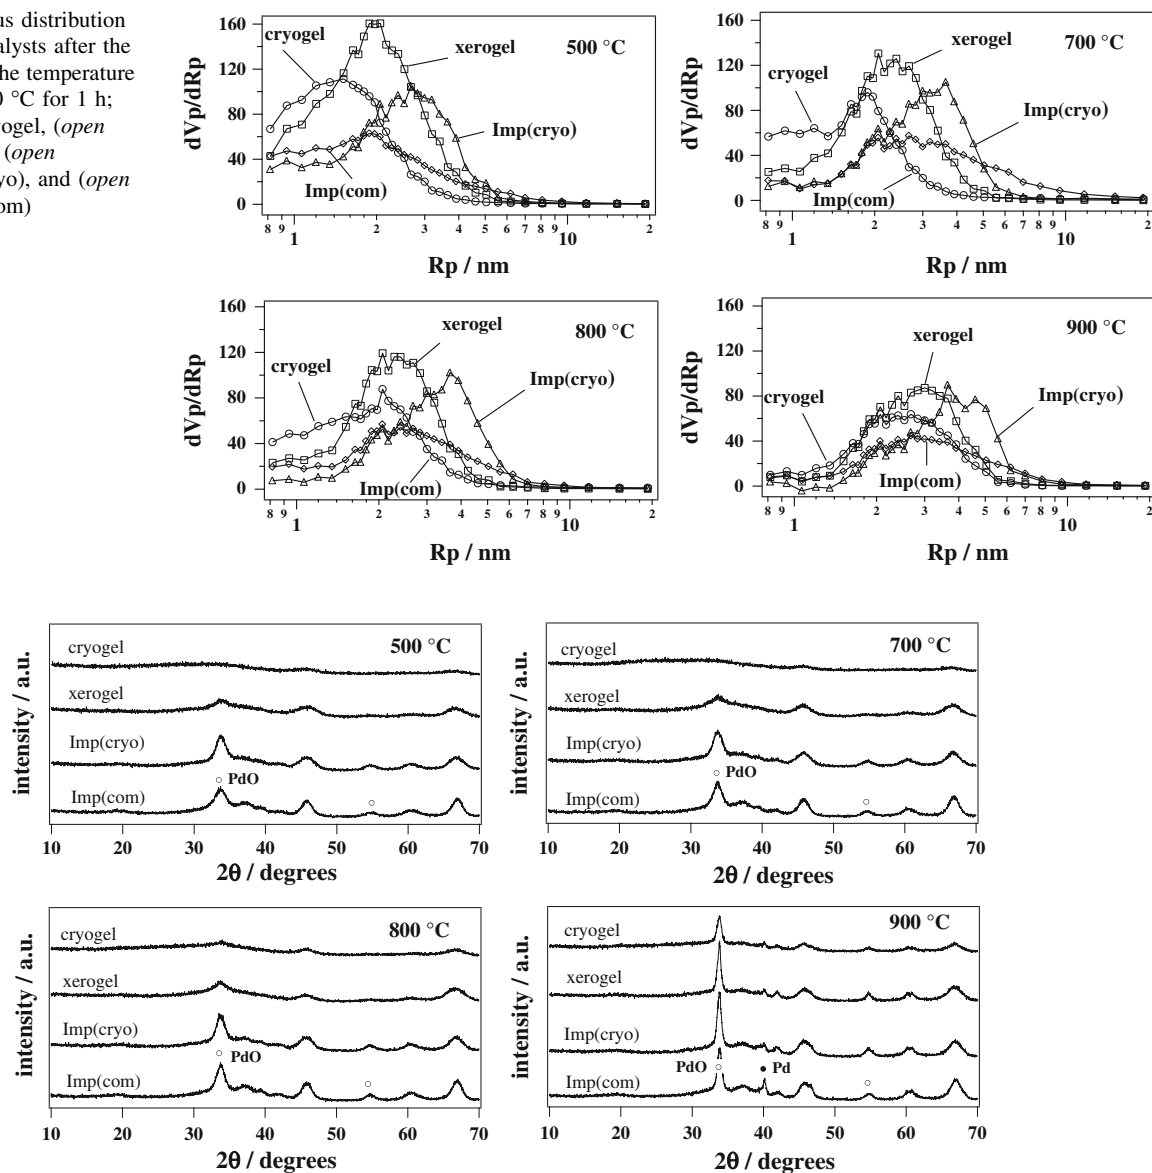 us distribution
alysts after the
he temperature
0 °C for 1 h;
yogel, (open
(open
yo), and (open
om)
160
120
80
40
0
dVp/dRp
cryogel
xerogel
500 °C
Imp(cryo)
Imp(com)
8 9 2 3 4 5 6 7 8 9 2
1 10
Rp / nm
160
120
80
40
0
dVp/dRp
xerogel
700 °C
cryogel
Imp(cryo)
Imp(com)
8 9 2 3 4 5 6 7 8 9 2
1 10
Rp / nm
160
120
80
40
0
dVp/dRp
xerogel
800 °C
cryogel
Imp(cryo)
Imp(com)
8 9 2 3 4 5 6 7 8 9 2
1 10
Rp / nm
160
120
80
40
0
dVp/dRp
xerogel
900 °C
cryogel
Imp(cryo)
Imp(com)
8 9 2 3 4 5 6 7 8 9 2
1 10
Rp / nm
intensity / a.u.
cryogel
500 °C
xerogel
Imp(cryo)
○ PdO
Imp(com)
○
10 20 30 40 50 60 70
2θ / degrees
intensity / a.u.
cryogel
700 °C
xerogel
Imp(cryo)
○ PdO
Imp(com)
○
10 20 30 40 50 60 70
2θ / degrees
intensity / a.u.
cryogel
800 °C
xerogel
Imp(cryo)
○ PdO
Imp(com)
○
10 20 30 40 50 60 70
2θ / degrees
intensity / a.u.
cryogel
900 °C
xerogel
Imp(cryo)
PdO ○ ● Pd
Imp(com)
○
10 20 30 40 50 60 70
2θ / degrees